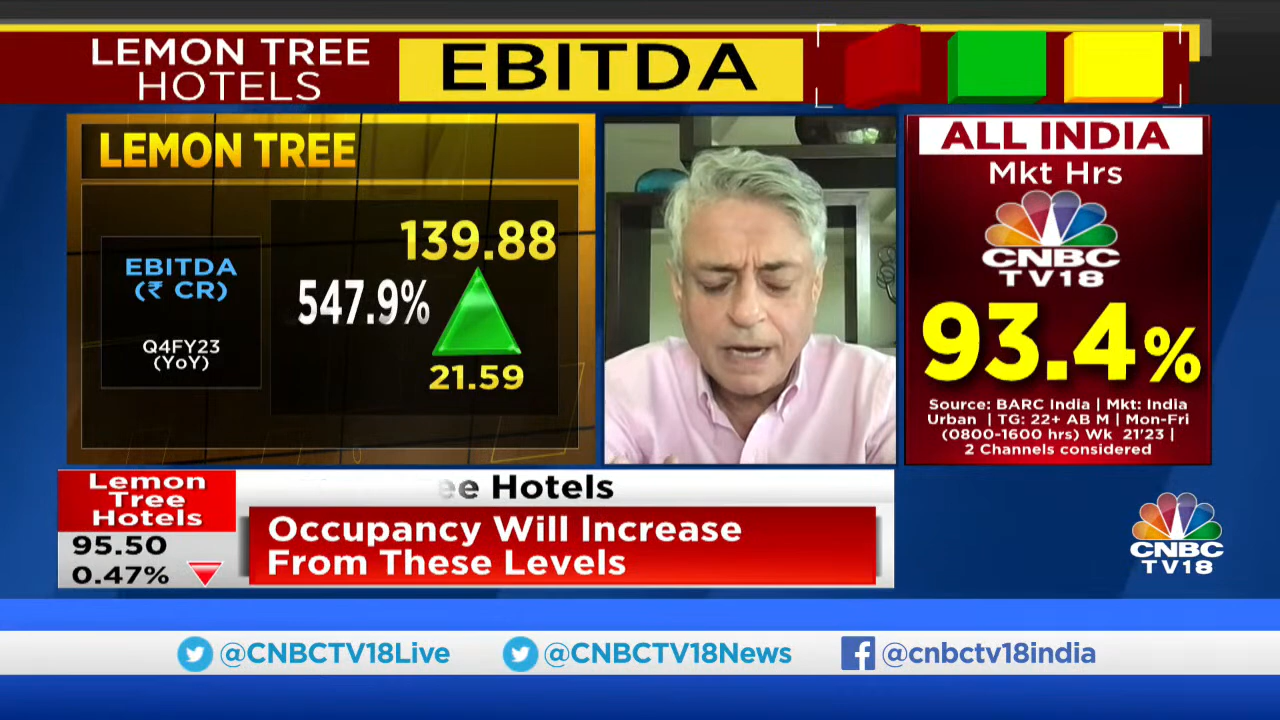 LEMON TREE
HOTELS
EBITDA
LEMON TREE
EBITDA
(₹ CR)
Q4FY23
(YoY)
139.88
547.9%
21.59
ALL INDIA
Mkt Hrs
CNBC
TV18
93.4%
Source: BARC India | Mkt: India
Urban | TG: 22+ AB M | Mon-Fri
(0800-1600 hrs) Wk 21'23 |
2 Channels considered
Lemon
Tree
Hotels
95.50
0.47%
ee Hotels
Occupancy Will Increase
From These Levels
CNBC
TV18
@CNBCTV18Live
@CNBCTV18News
@cnbctv18india